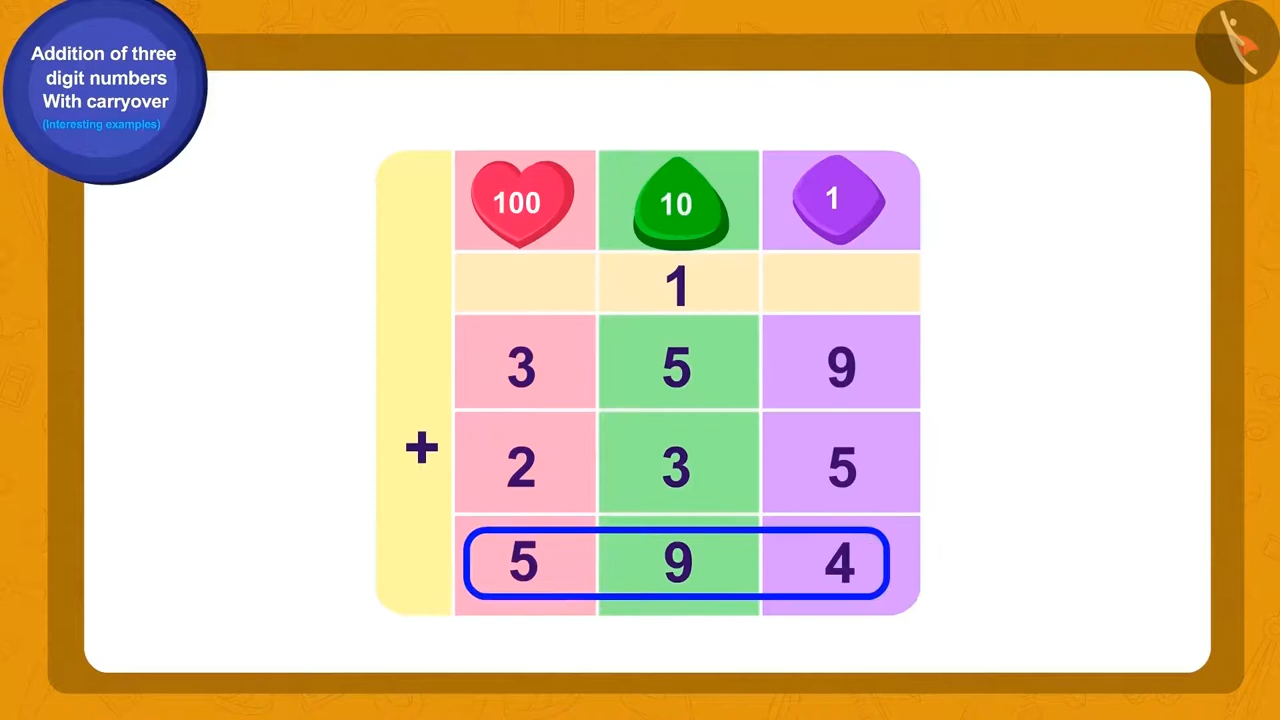 Addition of three
digit numbers
With carryover
(Interesting examples)
100 10 1
1
3 5 9
+ 2 3 5
5 9 4